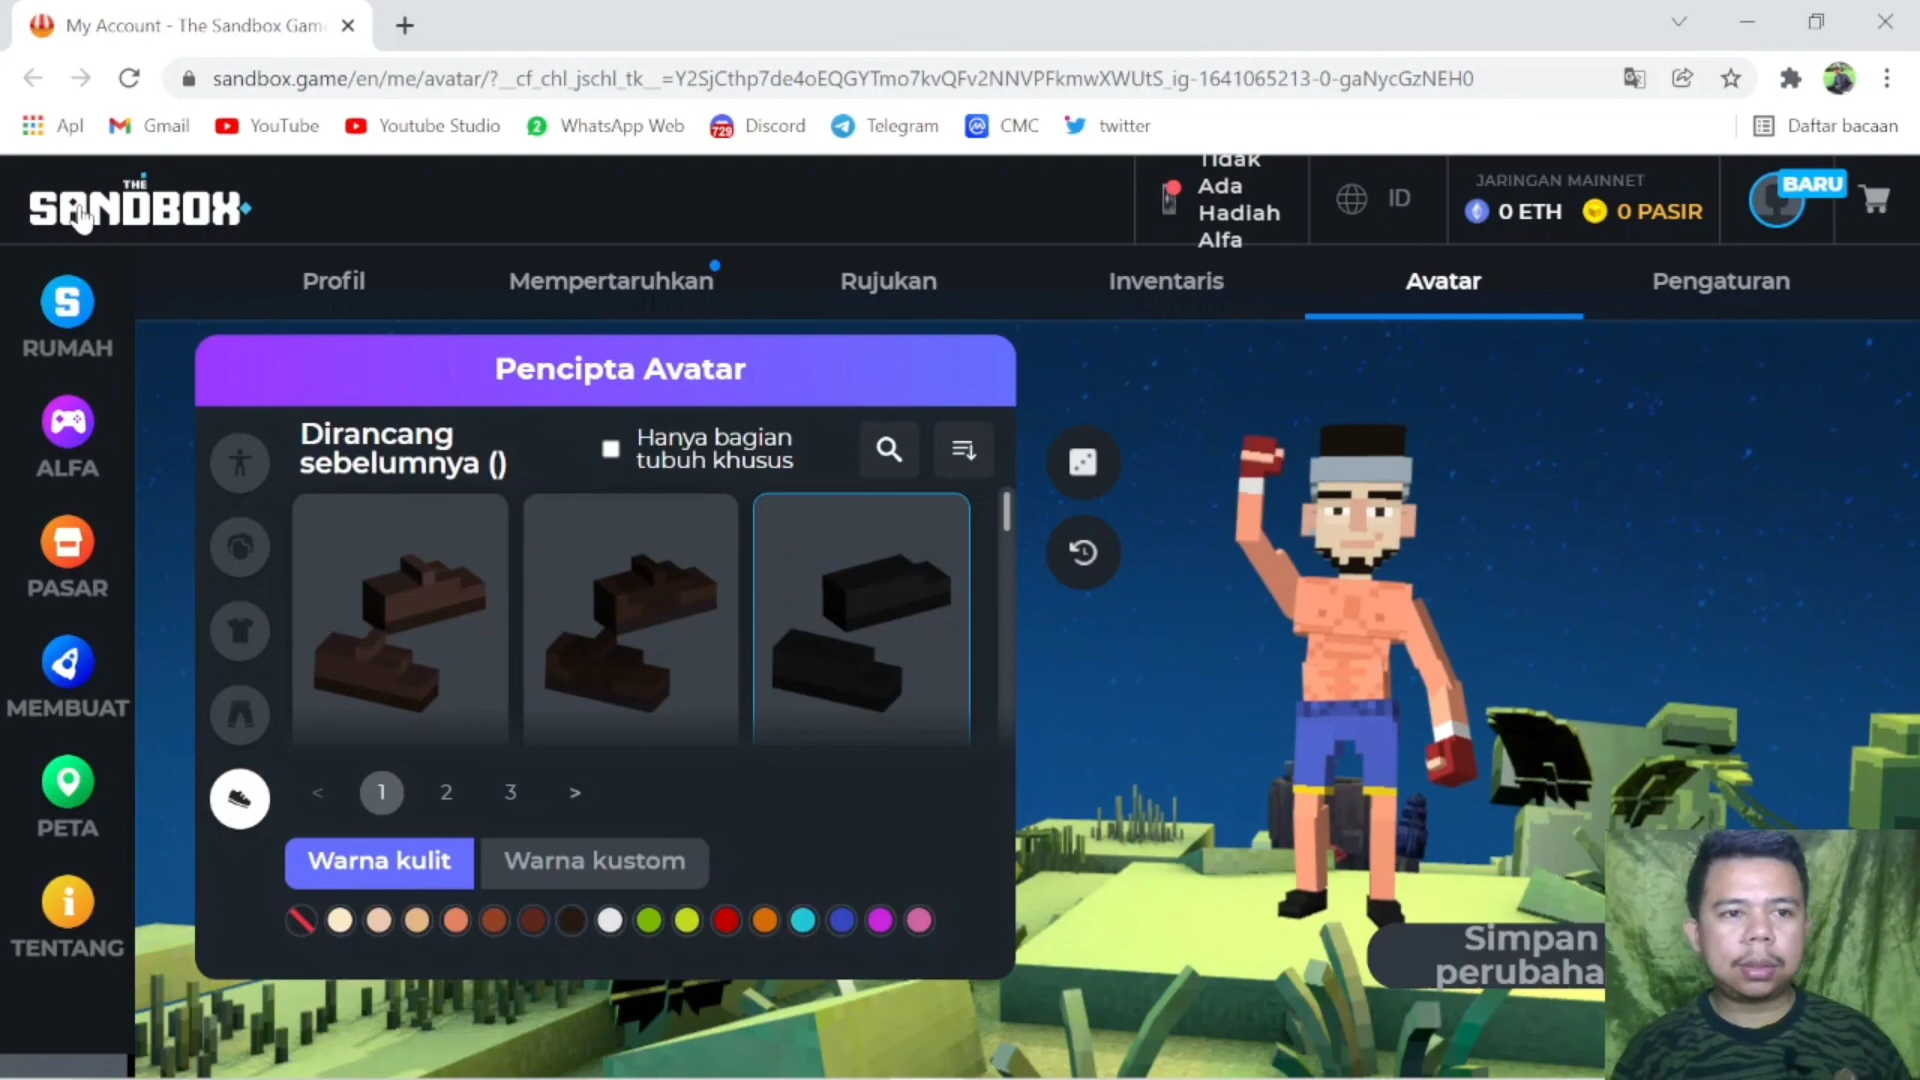 My Account - The Sandbox Gam
sandbox.game/en/me/avatar/?__cf_chl_jschl_tk__=Y2SjCthp7de4oEQGYTmo7kvQFv2NNVPFkmwXWUtS_ig-1641065213-0-gaNycGzNEH0
Apl
Gmail
YouTube
Youtube Studio
2
WhatsApp Web
729
Discord
Telegram
CMC
twitter
Daftar bacaan
THE
SANDBOX
Tidak
Ada
Hadiah
Alfa
ID
JARINGAN MAINNET
0 ETH
0 PASIR
BARU
Profil
Mempertaruhkan
Rujukan
Inventaris
Avatar
Pengaturan
S
RUMAH
ALFA
PASAR
MEMBUAT
PETA
i
TENTANG
Pencipta Avatar
Dirancang
sebelumnya ()
Hanya bagian
tubuh khusus
<
1
2
3
>
Warna kulit
Warna kustom
Simpan
perubaha